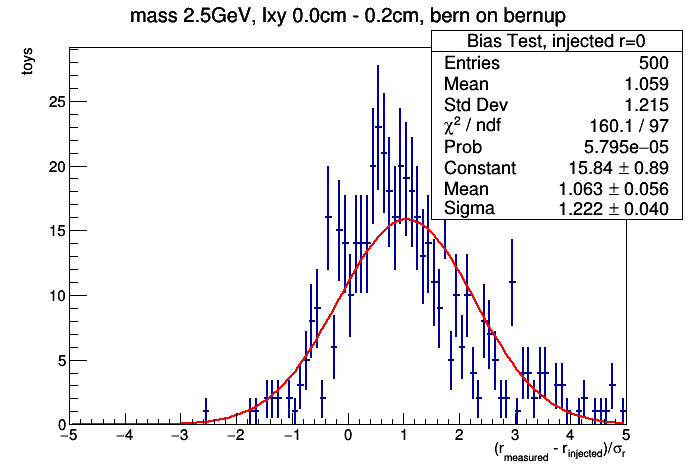 mass 2.5GeV, lxy 0.0cm - 0.2cm, bern on bernup
Bias Test, injected r=0
Entries 500
Mean 1.059
Std Dev 1.215
χ² / ndf 160.1 / 97
Prob 5.795e−05
Constant 15.84 ± 0.89
Mean 1.063 ± 0.056
Sigma 1.222 ± 0.040
toys
25
20
15
10
5
0
−5 −4 −3 −2 −1 0 1 2 3 4 5
(r_measured - r_injected)/σ_r